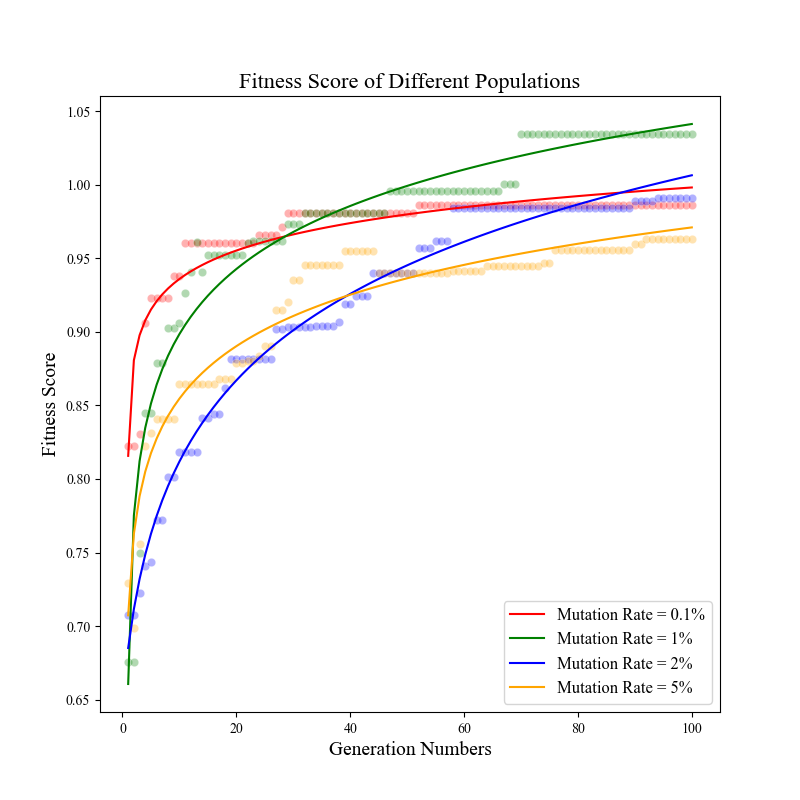 Fitness Score of Different Populations
1.05
1.00
0.95
0.90
0.85
0.80
0.75
0.70
0.65
Fitness Score
0 20 40 60 80 100
Generation Numbers
Mutation Rate = 0.1%
Mutation Rate = 1%
Mutation Rate = 2%
Mutation Rate = 5%